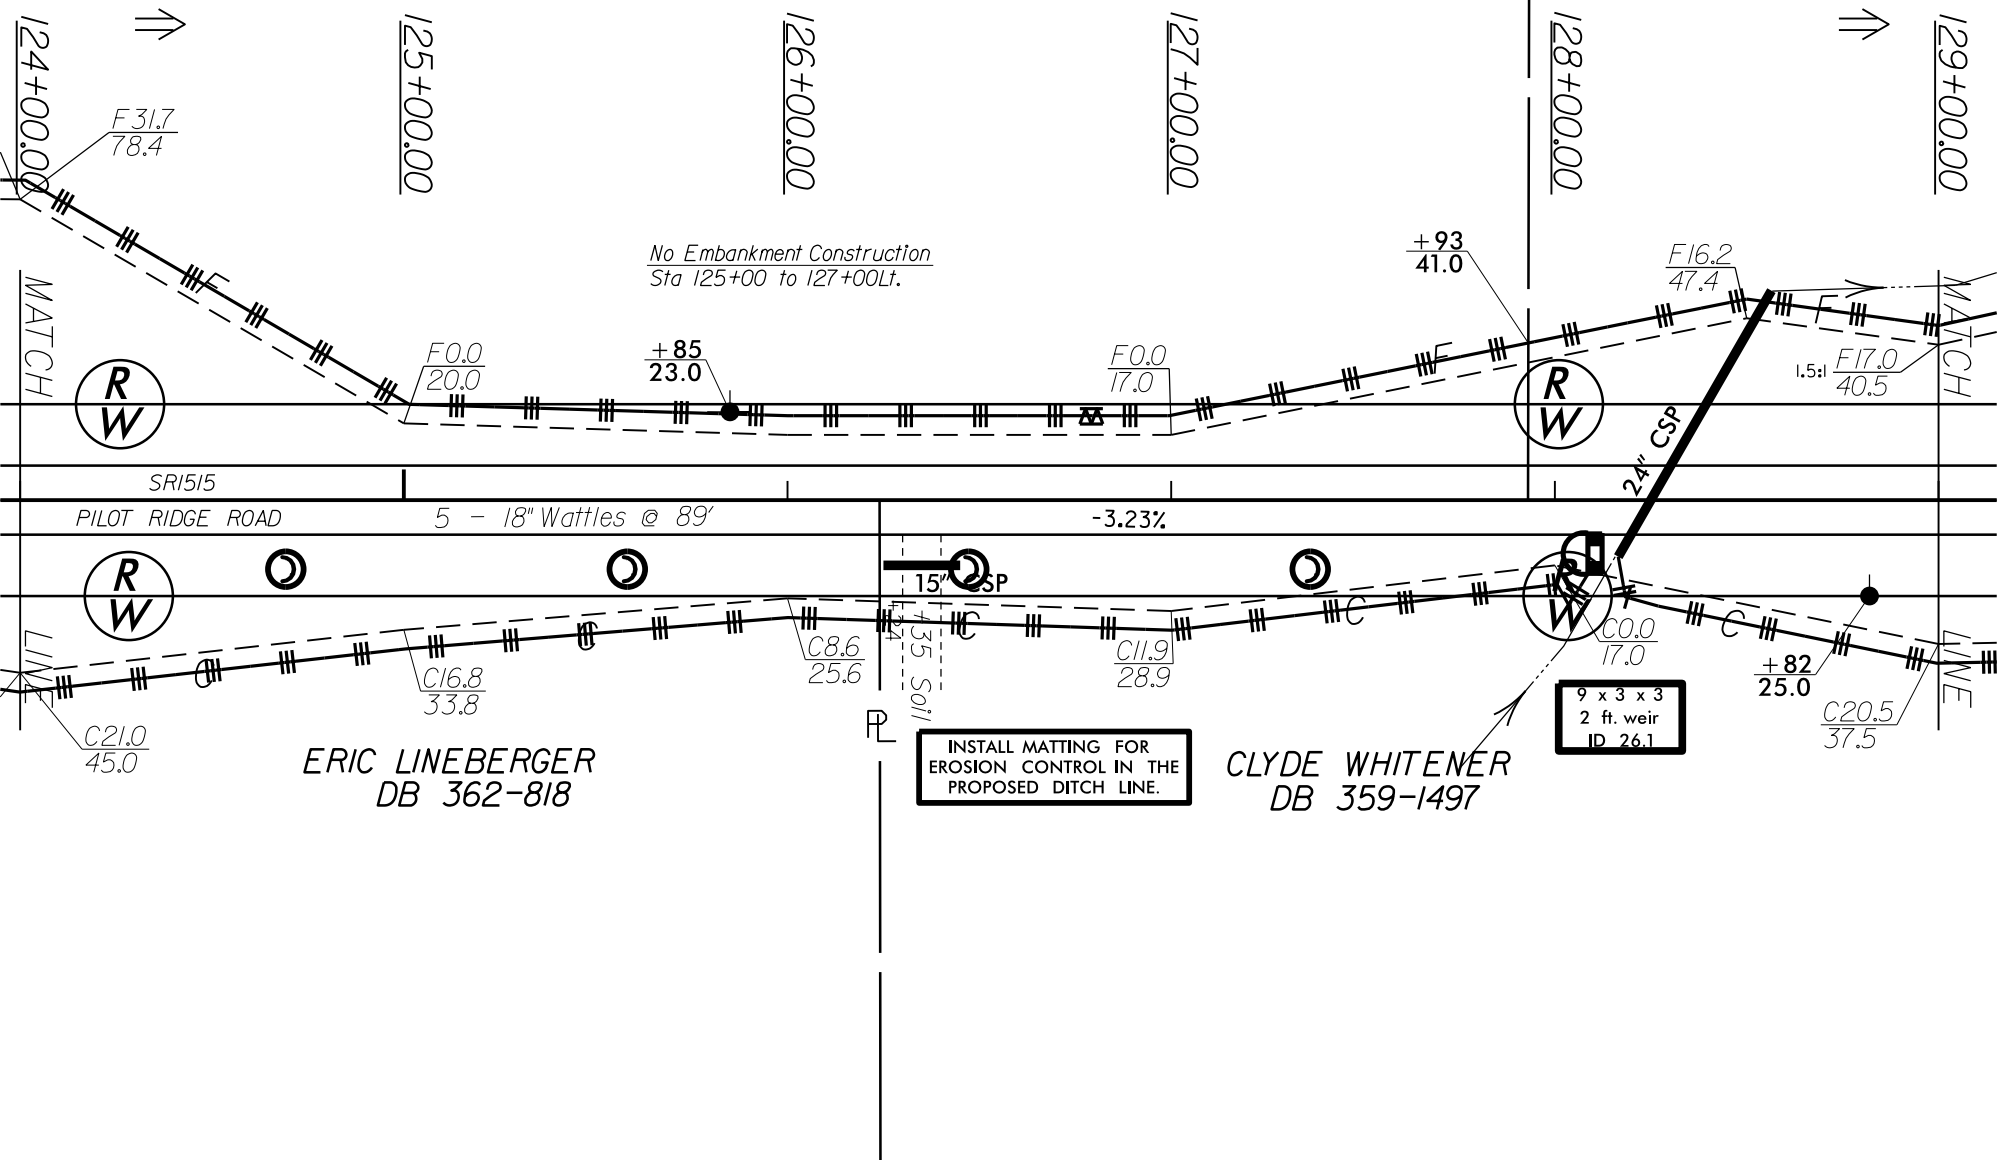 124+00.00
125+00.00
126+00.00
127+00.00
128+00.00
129+00.00
F31.7
78.4
No Embankment Construction
Sta 125+00 to 127+00Lt.
+93
41.0
F16.2
47.4
MATCH
MATCH
F
F0.0
20.0
+85
23.0
F0.0
17.0
F
F
1.5:1
F17.0
40.5
R
W
R
W
24" CSP
SR1515
PILOT RIDGE ROAD
5 - 18" Wattles @ 89'
-3.23%
R
W
15" CSP
R
W
LINE
LINE
C
C
C
C
C
+24
+35 Soil
C8.6
25.6
C11.9
28.9
C0.0
17.0
C16.8
33.8
+82
25.0
C21.0
45.0
C20.5
37.5
PL
9 x 3 x 3
2 ft. weir
ID 26.1
ERIC LINEBERGER
DB 362-818
INSTALL MATTING FOR
EROSION CONTROL IN THE
PROPOSED DITCH LINE.
CLYDE WHITENER
DB 359-1497